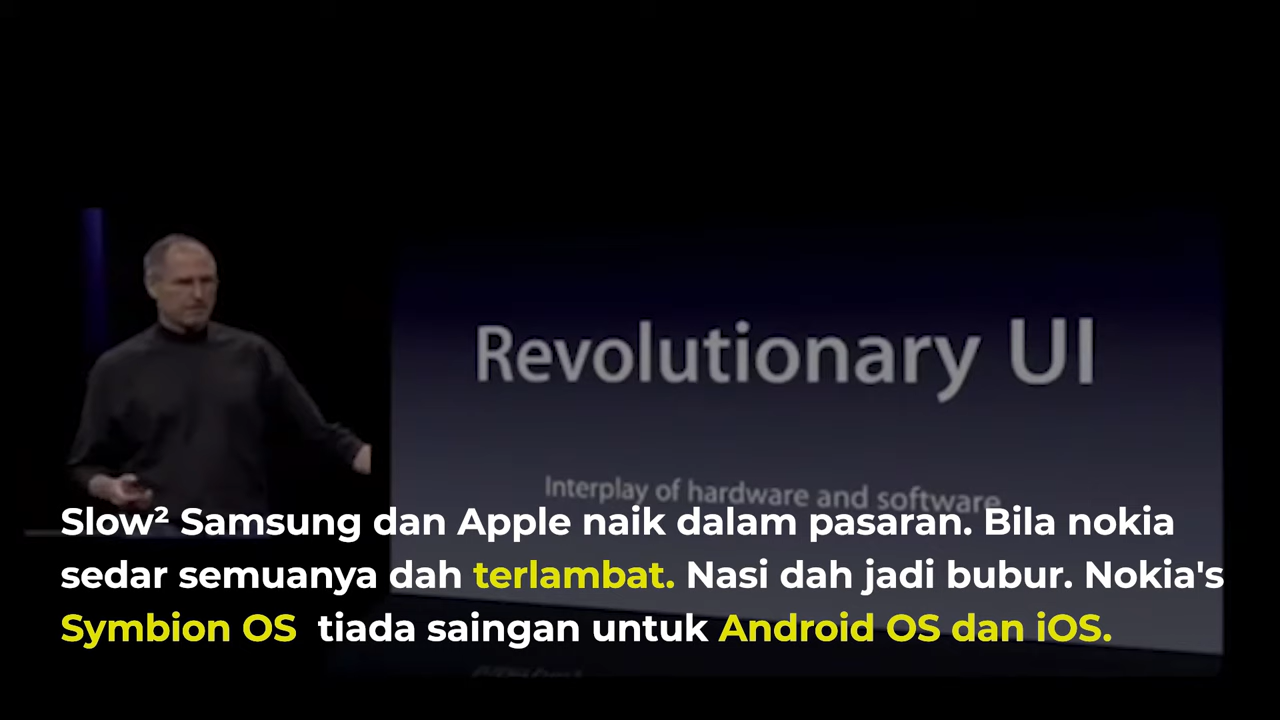 Revolutionary UI
Interplay of hardware and software
Slow² Samsung dan Apple naik dalam pasaran. Bila nokia
sedar semuanya dah terlambat. Nasi dah jadi bubur. Nokia's
Symbion OS tiada saingan untuk Android OS dan iOS.